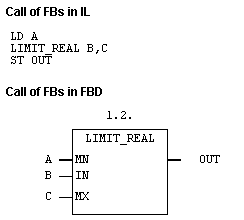 Call of FBs in IL
LD A
LIMIT_REAL B,C
ST OUT
Call of FBs in FBD
1.2.
LIMIT_REAL
A MN OUT
B IN
C MX